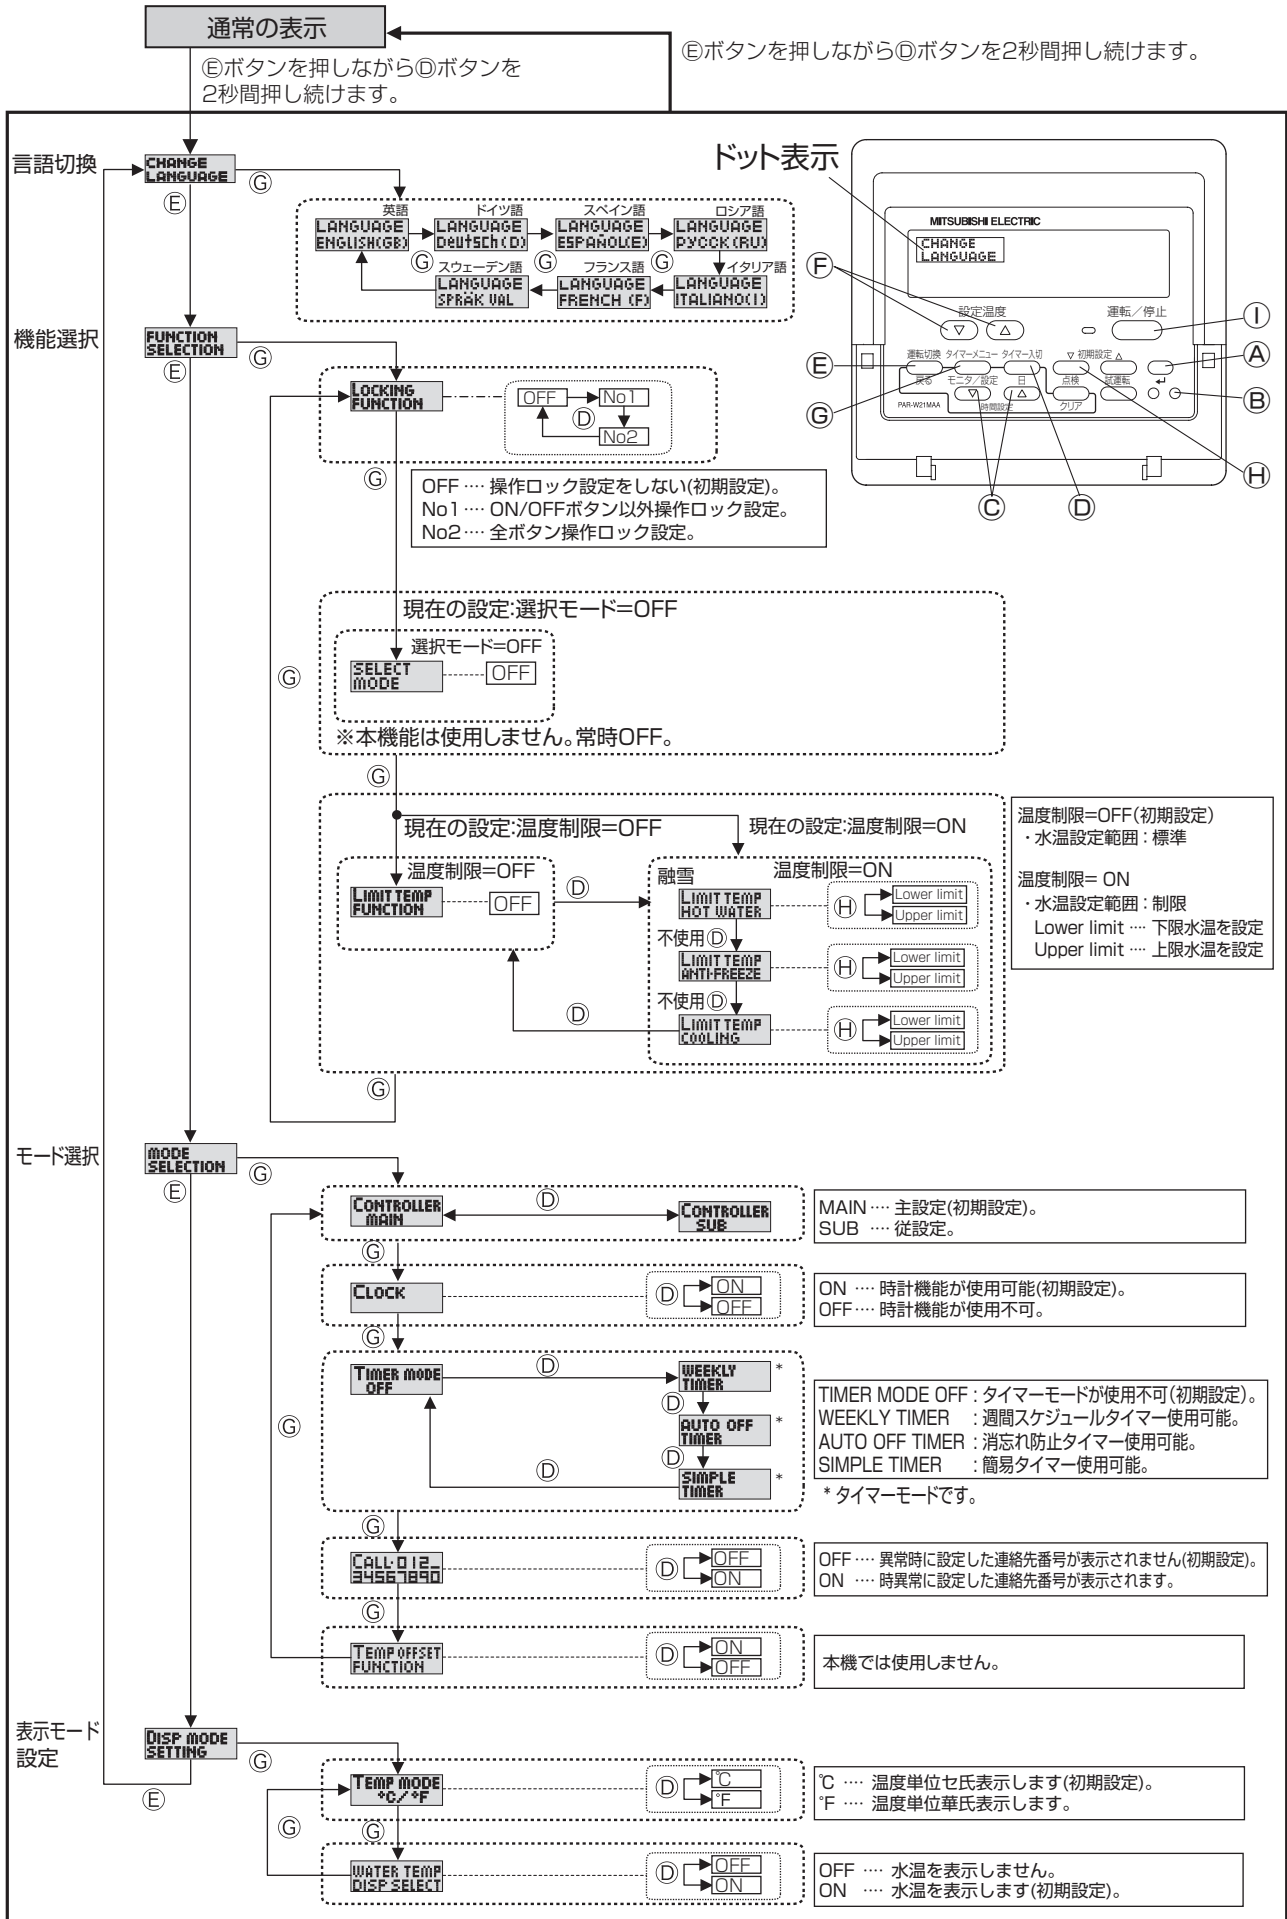 通常の表示
ⒺボタンをLしながらⒹボタンを
2秒間押し続けます。
Ⓔボタンを押しながらⒹボタンを2秒間押し続けます。
言語切換
CHANGE
LANGUAGE
Ⓖ
Ⓔ
英語
LANGUAGE
ENGLISH(GB)
ドイツ語
LANGUAGE
Deutsch(D)
スペイン語
LANGUAGE
ESPAÑOL(E)
ロシア語
LANGUAGE
РУССК(RU)
Ⓖ
Ⓖ
Ⓖ
スウェーデン語
LANGUAGE
SPRÅK VAL
フランス語
LANGUAGE
FRENCH (F)
イタリア語
LANGUAGE
ITALIANO(I)
ドット表示
MITSUBISHI ELECTRIC
CHANGE
LANGUAGE
設定温度
運転／停止
▽ △
運転切換 タイマーメニュー タイマー入切 ▽ 初期設定 △
戻る モニタ／設定 日 点検 試運転
▽ △
PAR-W21MAA 時間設定 クリア
Ⓕ
Ⓔ
Ⓖ
Ⓒ
Ⓓ
Ⓘ
Ⓐ
Ⓑ
Ⓗ
機能選択
FUNCTION
SELECTION
Ⓖ
Ⓔ
LOCKING
FUNCTION
OFF
No1
Ⓓ
No2
Ⓖ
OFF ‥‥ 操作ロック設定をしない(初期設定)。
No1 ‥‥ ON/OFFボタン以外操作ロック設定。
No2 ‥‥ 全ボタン操作ロック設定。
現在の設定:選択モード=OFF
選択モード=OFF
SELECT
MODE
OFF
Ⓖ
※本機能は使用しません。常時OFF。
Ⓖ
現在の設定:温度制限=OFF
現在の設定:温度制限=ON
温度制限=OFF
LIMIT TEMP
FUNCTION
OFF
Ⓓ
融雪
温度制限=ON
LIMIT TEMP
HOT WATER
Ⓗ
Lower limit
Upper limit
不使用Ⓓ
LIMIT TEMP
ANTI-FREEZE
Ⓗ
Lower limit
Upper limit
不使用Ⓓ
LIMIT TEMP
COOLING
Ⓗ
Lower limit
Upper limit
Ⓓ
Ⓖ
温度制限=OFF(初期設定)
・水温設定範囲：標準
温度制限= ON
・水温設定範囲：制限
Lower limit ‥‥ 下限水温を設定
Upper limit ‥‥ 上限水温を設定
モード選択
MODE
SELECTION
Ⓖ
Ⓔ
CONTROLLER
MAIN
Ⓓ
CONTROLLER
SUB
MAIN ‥‥ 主設定(初期設定)。
SUB ‥‥ 従設定。
Ⓖ
CLOCK
Ⓓ
ON
OFF
ON ‥‥ 時計機能が使用可能(初期設定)。
OFF ‥‥ 時計機能が使用不可。
Ⓖ
TIMER MODE
OFF
Ⓓ
WEEKLY
TIMER
*
Ⓓ
AUTO OFF
TIMER
*
Ⓓ
SIMPLE
TIMER
*
Ⓓ
Ⓖ
TIMER MODE OFF : タイマーモードが使用不可(初期設定)。
WEEKLY TIMER : 週間スケジュールタイマー使用可能。
AUTO OFF TIMER : 消忘れ防止タイマー使用可能。
SIMPLE TIMER : 簡易タイマー使用可能。
* タイマーモードです。
Ⓖ
CALL-012_
34567890
Ⓓ
OFF
ON
OFF ‥‥ 異常時に設定した連絡先番号が表示されません(初期設定)。
ON ‥‥ 時異常に設定した連絡先番号が表示されます。
Ⓖ
TEMP OFFSET
FUNCTION
Ⓓ
ON
OFF
本機では使用しません。
表示モード
設定
DISP MODE
SETTING
Ⓖ
Ⓔ
TEMP MODE
℃/℉
Ⓓ
℃
℉
℃ ‥‥ 温度単位セ氏表示します(初期設定)。
℉ ‥‥ 温度単位華氏表示します。
Ⓖ
Ⓖ
WATER TEMP
DISP SELECT
Ⓓ
OFF
ON
OFF ‥‥ 水温を表示しません。
ON ‥‥ 水温を表示します(初期設定)。